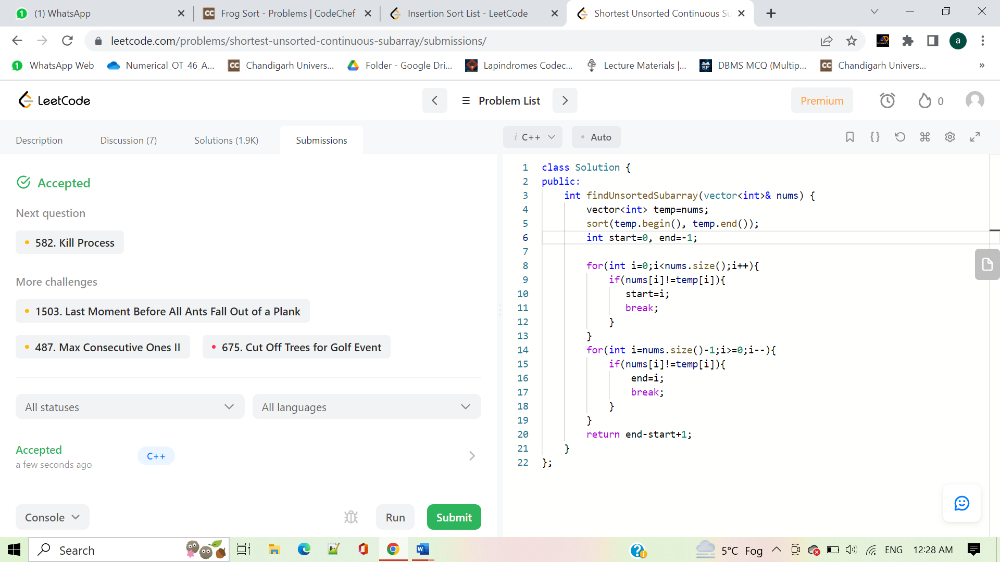 (1) WhatsApp
Frog Sort - Problems | CodeChef
Insertion Sort List - LeetCode
Shortest Unsorted Continuous Su
leetcode.com/problems/shortest-unsorted-continuous-subarray/submissions/
a
WhatsApp Web
Numerical_OT_46_A...
Chandigarh Univers...
Folder - Google Dri...
Lapindromes Codec...
Lecture Materials |...
DBMS MCQ (Multip...
Chandigarh Univers...
»
LeetCode
Problem List
Premium
0
Description
Discussion (7)
Solutions (1.9K)
Submissions
i C++
• Auto
Accepted
Next question
582. Kill Process
More challenges
1503. Last Moment Before All Ants Fall Out of a Plank
487. Max Consecutive Ones II
675. Cut Off Trees for Golf Event
All statuses
All languages
Accepted
a few seconds ago
C++
Console
Run
Submit
1 class Solution {
2 public:
3 int findUnsortedSubarray(vector<int>& nums) {
4 vector<int> temp=nums;
5 sort(temp.begin(), temp.end());
6 int start=0, end=-1;
7
8 for(int i=0;i<nums.size();i++){
9 if(nums[i]!=temp[i]){
10 start=i;
11 break;
12 }
13 }
14 for(int i=nums.size()-1;i>=0;i--){
15 if(nums[i]!=temp[i]){
16 end=i;
17 break;
18 }
19 }
20 return end-start+1;
21 }
22 };
Search
5°C Fog
ENG
12:28 AM